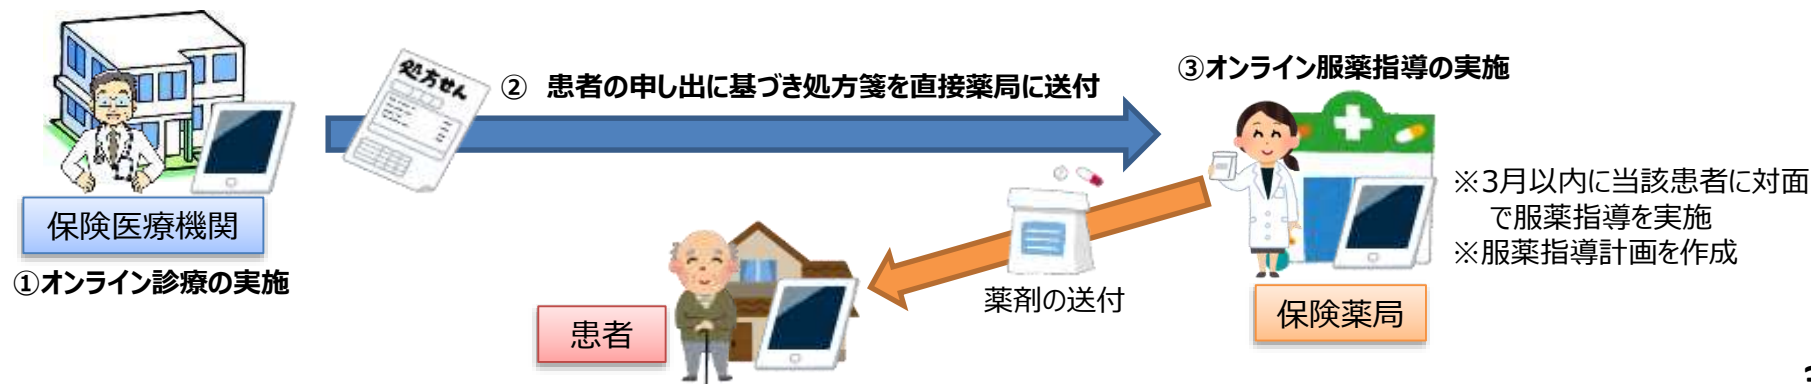 処方せん
② 患者の申し出に基づき処方箋を直接薬局に送付
③オンライン服薬指導の実施
保険医療機関
①オンライン診療の実施
※3月以内に当該患者に対面
で服薬指導を実施
※服薬指導計画を作成
薬剤の送付
保険薬局
患者